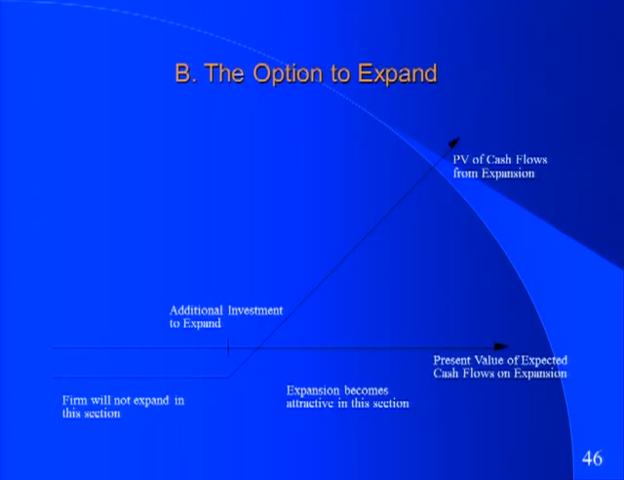 B. The Option to Expand
PV of Cash Flows
from Expansion
Additional Investment
to Expand
Present Value of Expected
Cash Flows on Expansion
Firm will not expand in
this section
Expansion becomes
attractive in this section
46